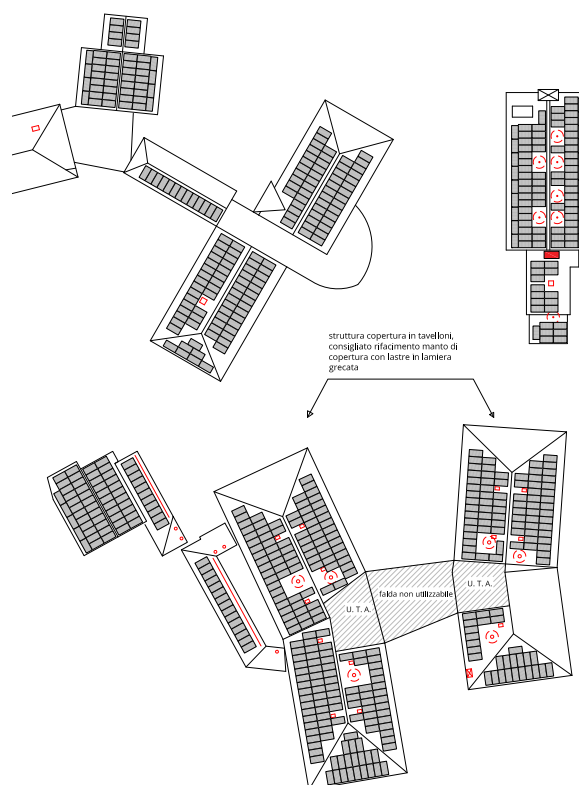 struttura copertura in tavelloni,
consigliato rifacimento manto di
copertura con lastre in lamiera
grecata
U. T. A.
falda non utilizzabile
U. T.A.